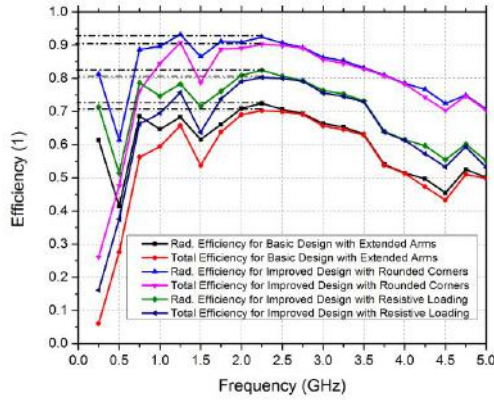 1.0
0.9
0.8
0.7
0.6
0.5
0.4
0.3
0.2
0.1
0.0
Efficiency (1)
Rad. Efficiency for Basic Design with Extended Arms
Total Efficiency for Basic Design with Extended Arms
Rad. Efficiency for Improved Design with Rounded Corners
Total Efficiency for Improved Design with Rounded Corners
Rad. Efficiency for Improved Design with Resistive Loading
Total Efficiency for Improved Design with Resistive Loading
0.0 0.5 1.0 1.5 2.0 2.5 3.0 3.5 4.0 4.5 5.0
Frequency (GHz)